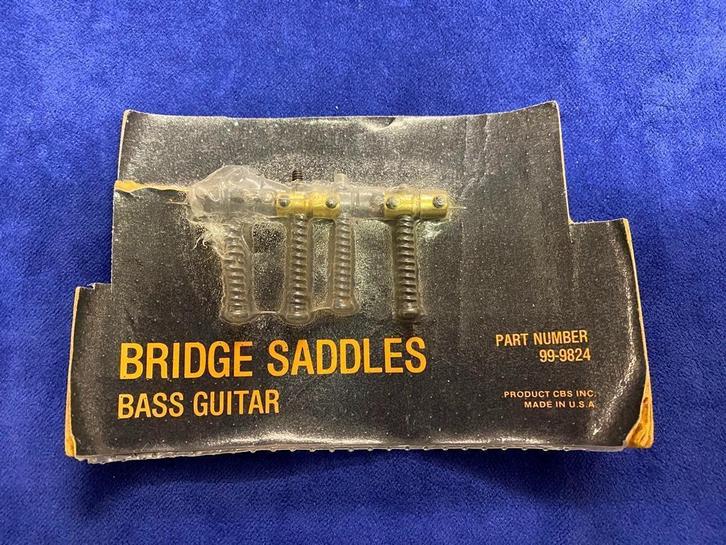 BRIDGE SADDLES
BASS GUITAR
PART NUMBER
99-9824
PRODUCT CBS INC.
MADE IN U.S.A.